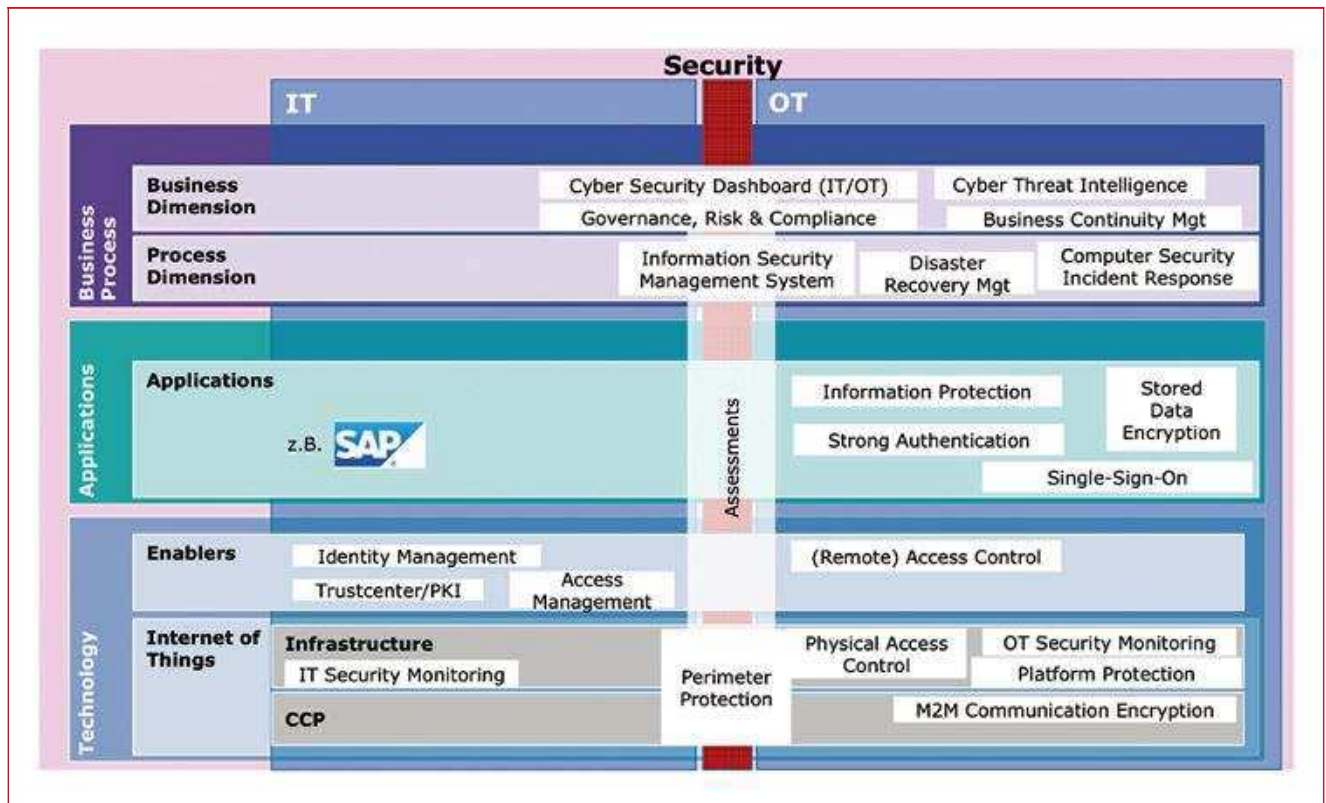 Security
IT
OT
Business Process
Business
Dimension
Cyber Security Dashboard (IT/OT)
Cyber Threat Intelligence
Governance, Risk & Compliance
Business Continuity Mgt
Process
Dimension
Information Security
Management System
Disaster
Recovery Mgt
Computer Security
Incident Response
Applications
Applications
z.B. SAP
Assessments
Information Protection
Stored
Data
Encryption
Strong Authentication
Single-Sign-On
Technology
Enablers
Identity Management
Trustcenter/PKI
Access
Management
(Remote) Access Control
Internet of
Things
Infrastructure
IT Security Monitoring
Perimeter
Protection
Physical Access
Control
OT Security Monitoring
Platform Protection
CCP
M2M Communication Encryption